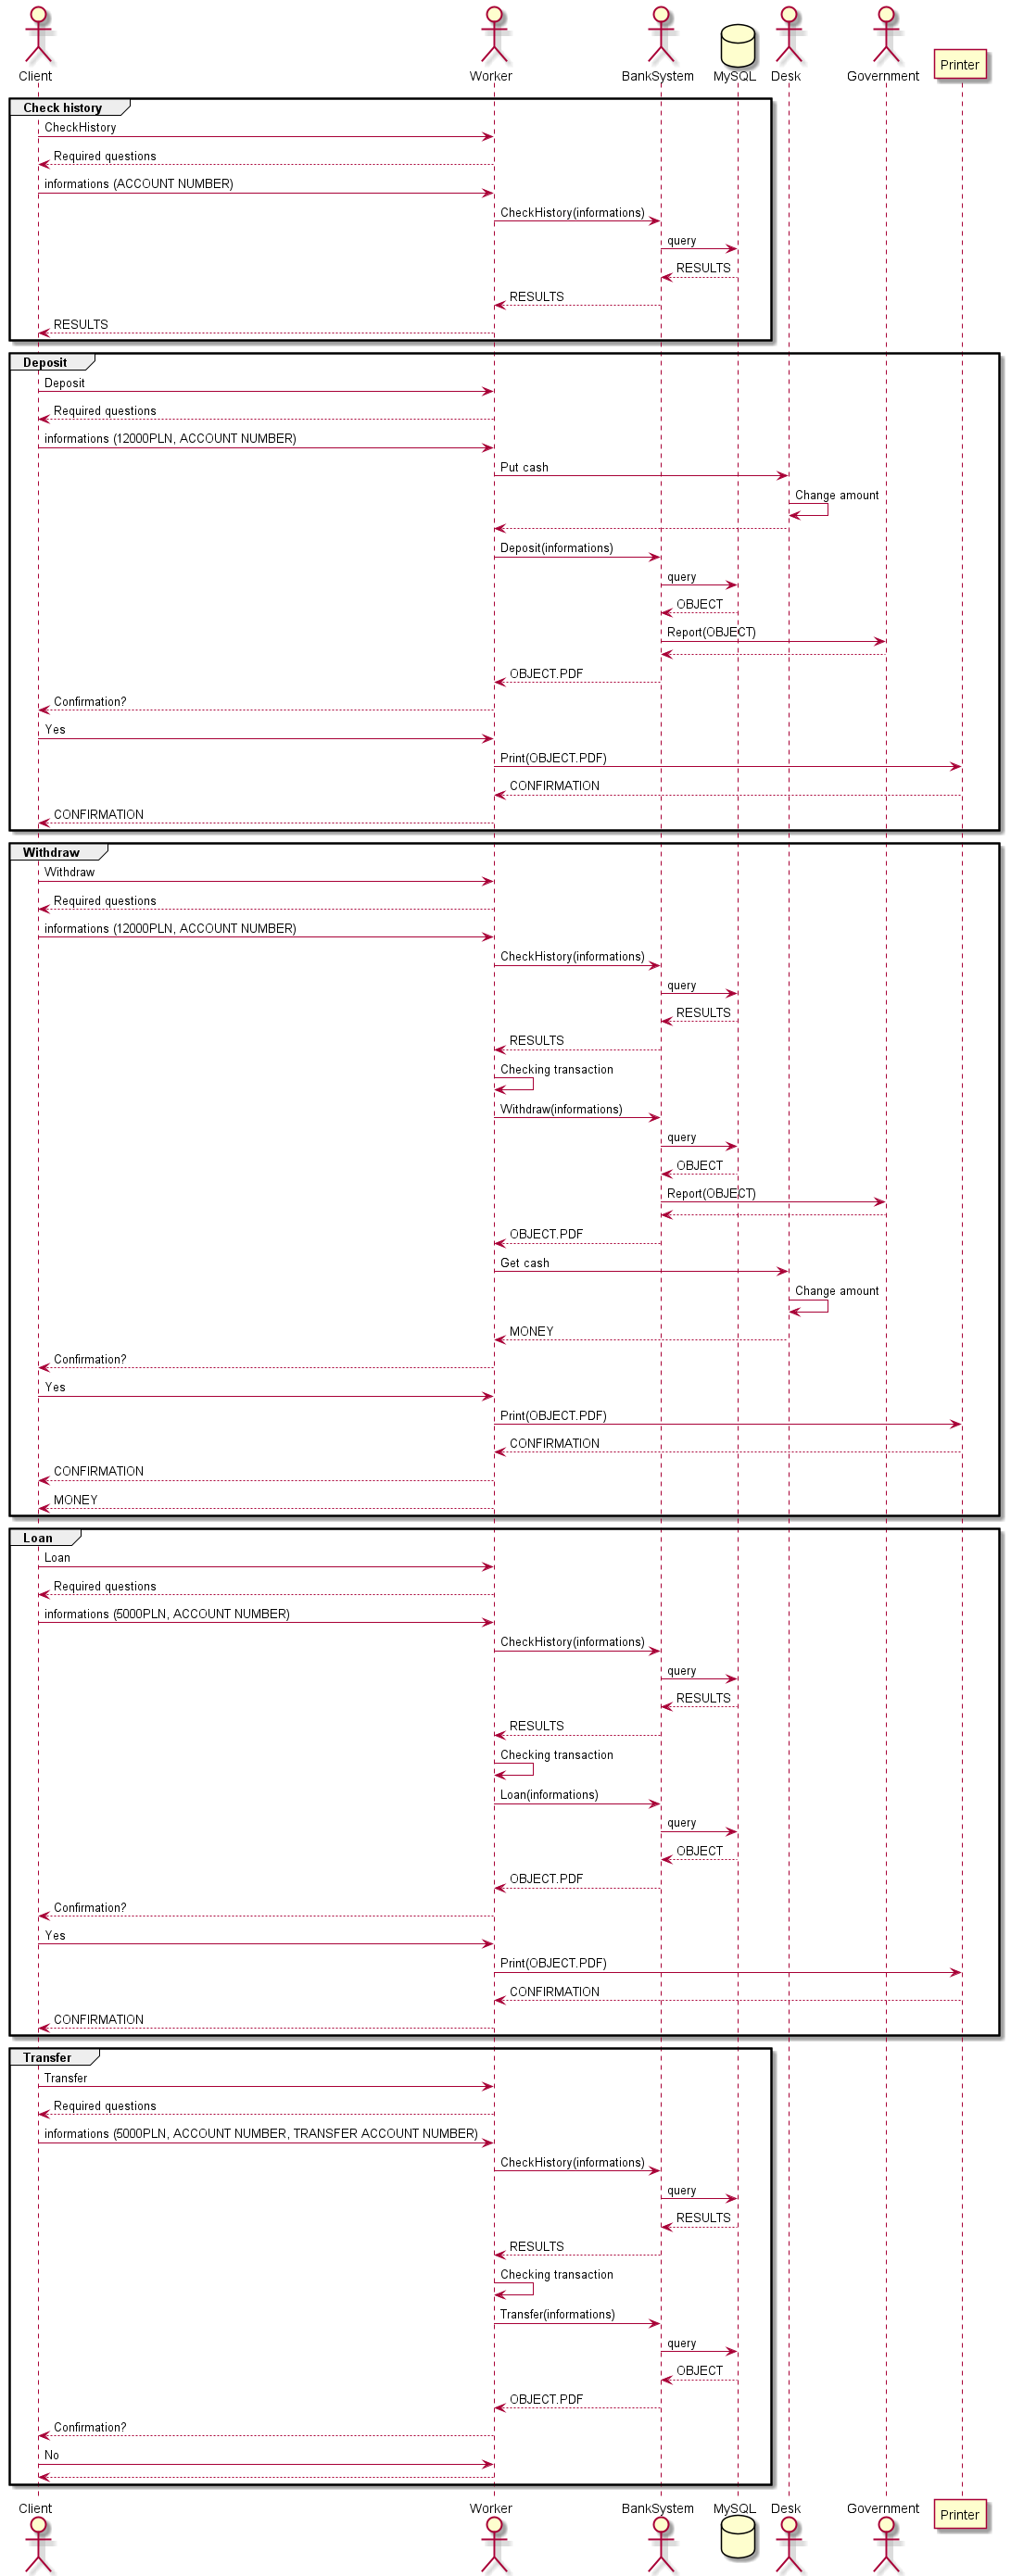 Client Worker BankSystem MySQL Desk Government Printer
Check history
CheckHistory
Required questions
informations (ACCOUNT NUMBER)
CheckHistory(informations)
query
RESULTS
RESULTS
RESULTS
Deposit
Deposit
Required questions
informations (12000PLN, ACCOUNT NUMBER)
Put cash
Change amount
Deposit(informations)
query
OBJECT
Report(OBJECT)
OBJECT.PDF
Confirmation?
Yes
Print(OBJECT.PDF)
CONFIRMATION
CONFIRMATION
Withdraw
Withdraw
Required questions
informations (12000PLN, ACCOUNT NUMBER)
CheckHistory(informations)
query
RESULTS
RESULTS
Checking transaction
Withdraw(informations)
query
OBJECT
Report(OBJECT)
OBJECT.PDF
Get cash
Change amount
MONEY
Confirmation?
Yes
Print(OBJECT.PDF)
CONFIRMATION
CONFIRMATION
MONEY
Loan
Loan
Required questions
informations (5000PLN, ACCOUNT NUMBER)
CheckHistory(informations)
query
RESULTS
RESULTS
Checking transaction
Loan(informations)
query
OBJECT
OBJECT.PDF
Confirmation?
Yes
Print(OBJECT.PDF)
CONFIRMATION
CONFIRMATION
Transfer
Transfer
Required questions
informations (5000PLN, ACCOUNT NUMBER, TRANSFER ACCOUNT NUMBER)
CheckHistory(informations)
query
RESULTS
RESULTS
Checking transaction
Transfer(informations)
query
OBJECT
OBJECT.PDF
Confirmation?
No
Client Worker BankSystem MySQL Desk Government Printer